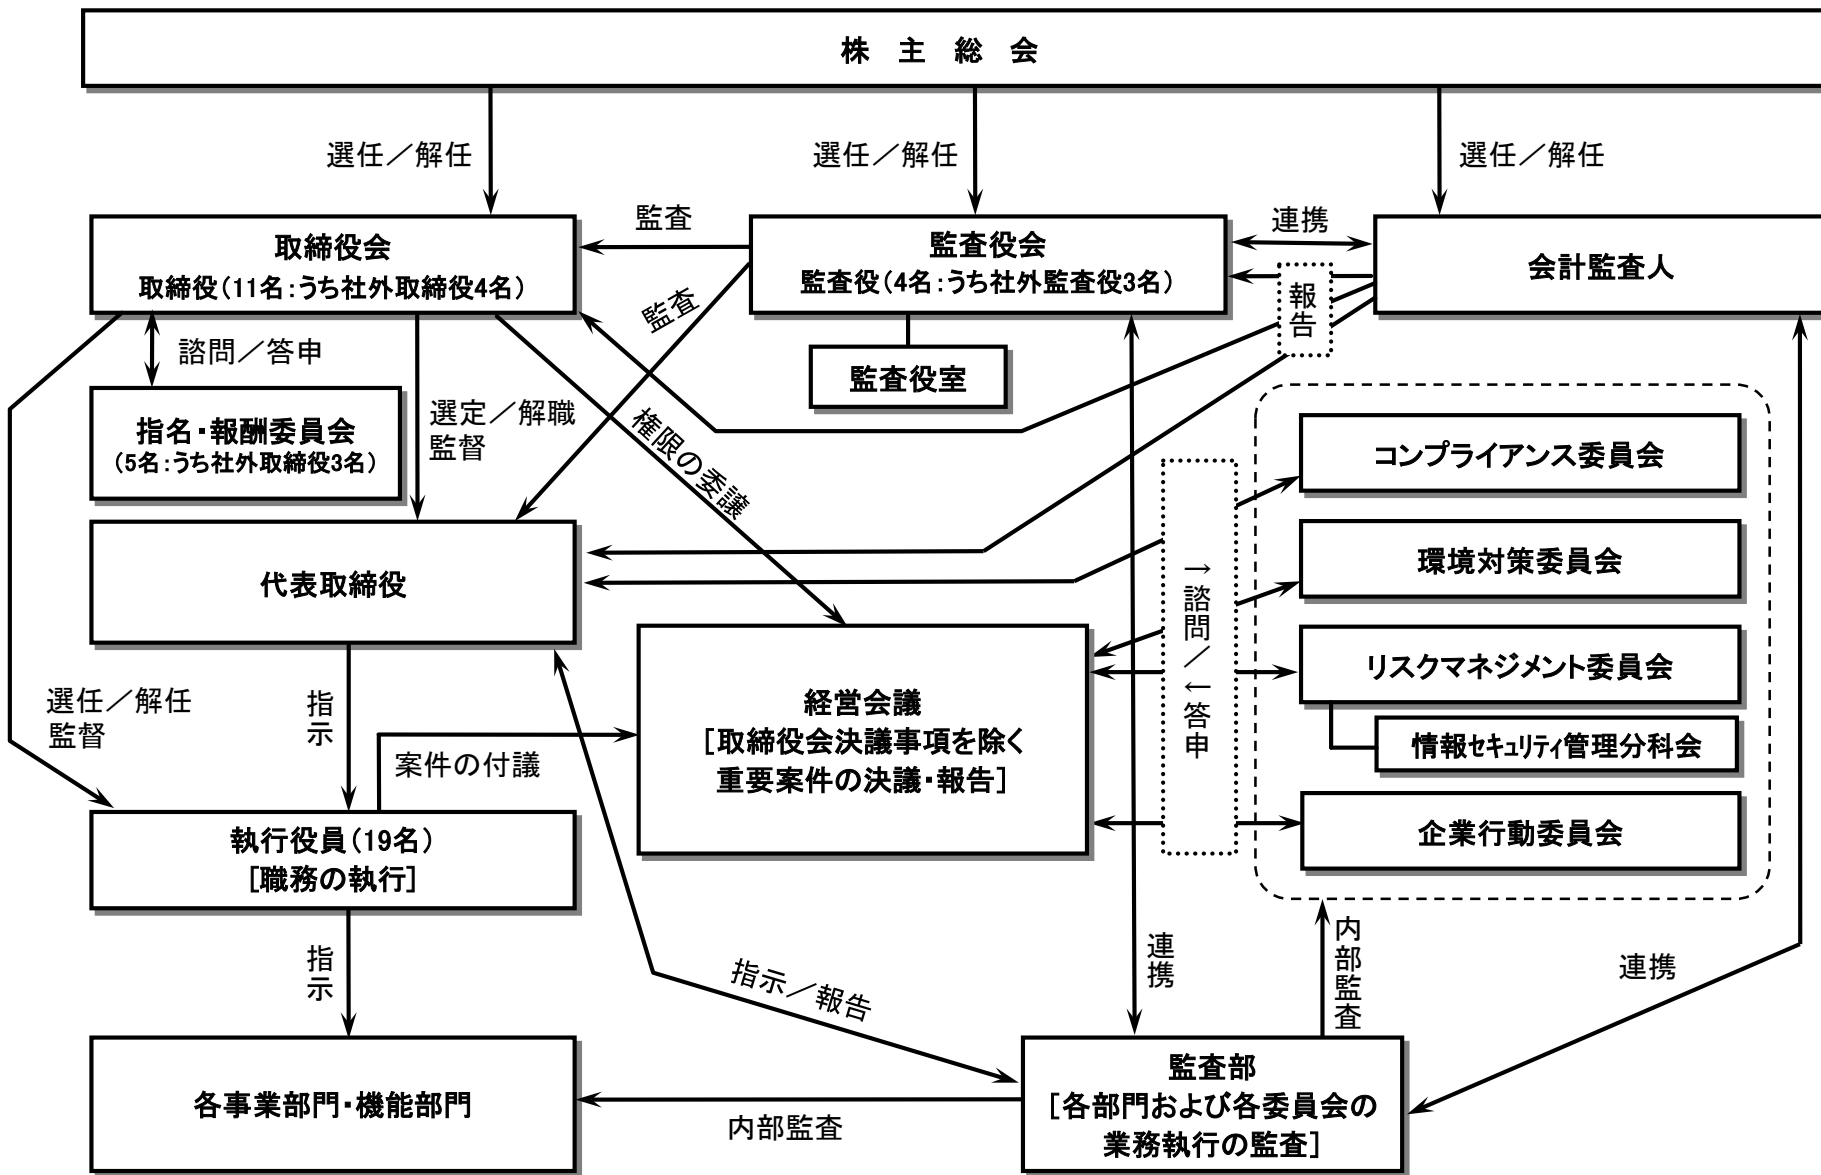 株 主 総 会
選任／解任
選任／解任
選任／解任
取締役会
取締役(11名:うち社外取締役4名)
監査
監査役会
監査役(4名:うち社外監査役3名)
連携
会計監査人
報告
監査
諮問／答申
監査役室
指名・報酬委員会
(5名:うち社外取締役3名)
選定／解職
監督
権限の委譲
コンプライアンス委員会
環境対策委員会
リスクマネジメント委員会
情報セキュリティ管理分科会
企業行動委員会
→諮問／←答申
代表取締役
経営会議
[取締役会決議事項を除く
重要案件の決議・報告]
選任／解任
監督
指示
案件の付議
執行役員(19名)
[職務の執行]
指示
指示／報告
連携
内部監査
連携
各事業部門・機能部門
内部監査
監査部
[各部門および各委員会の
業務執行の監査]